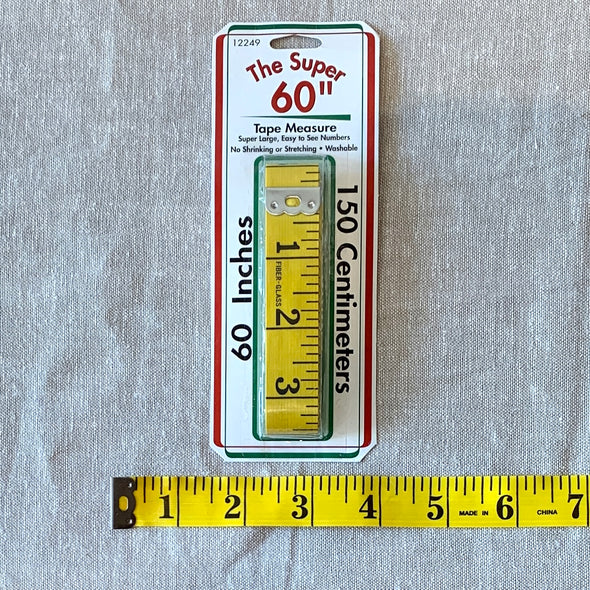 12249
The Super
60"
Tape Measure
Super Large, Easy to See Numbers
No Shrinking or Stretching • Washable
60 Inches
150 Centimeters
1
FIBER-GLASS
2
3
1 2 3 4 5 MADE IN 6 CHINA 7